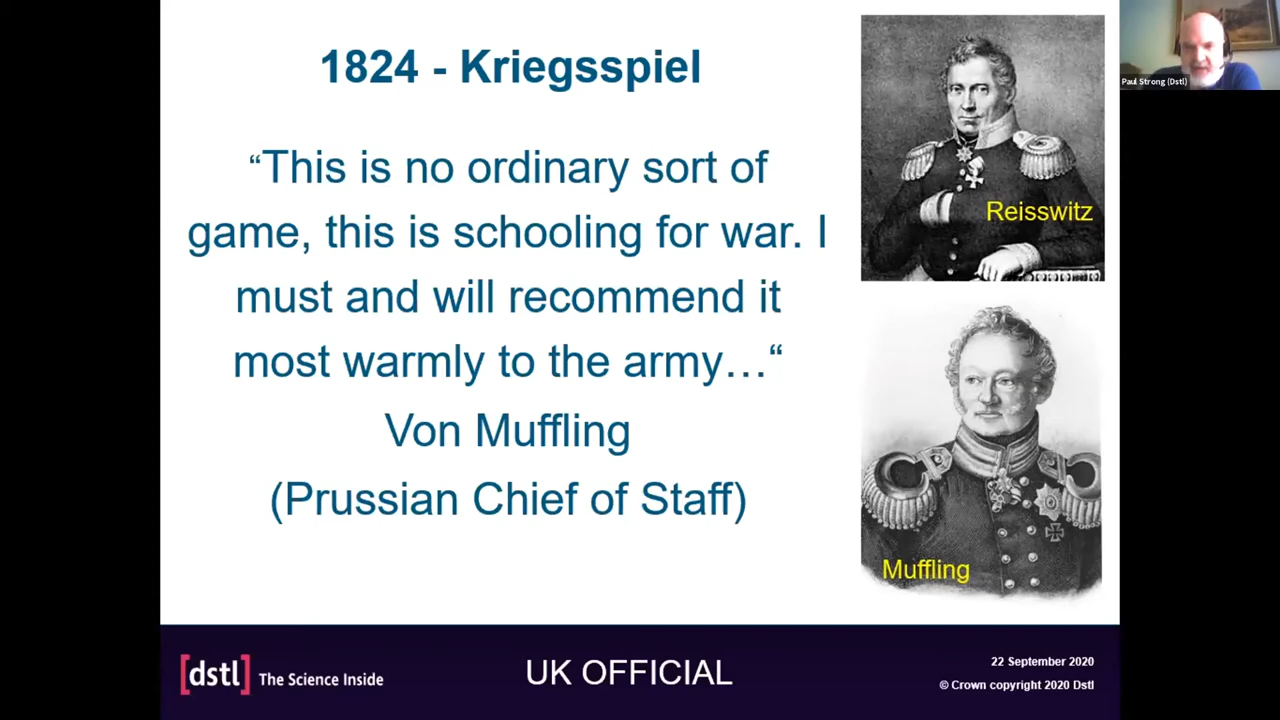 1824 - Kriegsspiel
“This is no ordinary sort of
game, this is schooling for war. I
must and will recommend it
most warmly to the army…“
Von Muffling
(Prussian Chief of Staff)
Reisswitz
Muffling
Paul Strong (Dstl)
[dstl] The Science Inside
UK OFFICIAL
22 September 2020
© Crown copyright 2020 Dstl